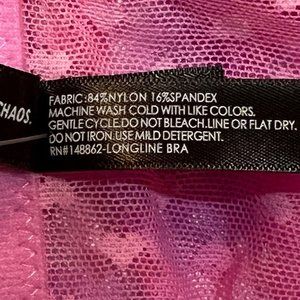 CHAOS.
FABRIC:84%NYLON 16%SPANDEX
MACHINE WASH COLD WITH LIKE COLORS.
GENTLE CYCLE.DO NOT BLEACH.LINE OR FLAT DRY.
DO NOT IRON.USE MILD DETERGENT.
RN#148862-LONGLINE BRA